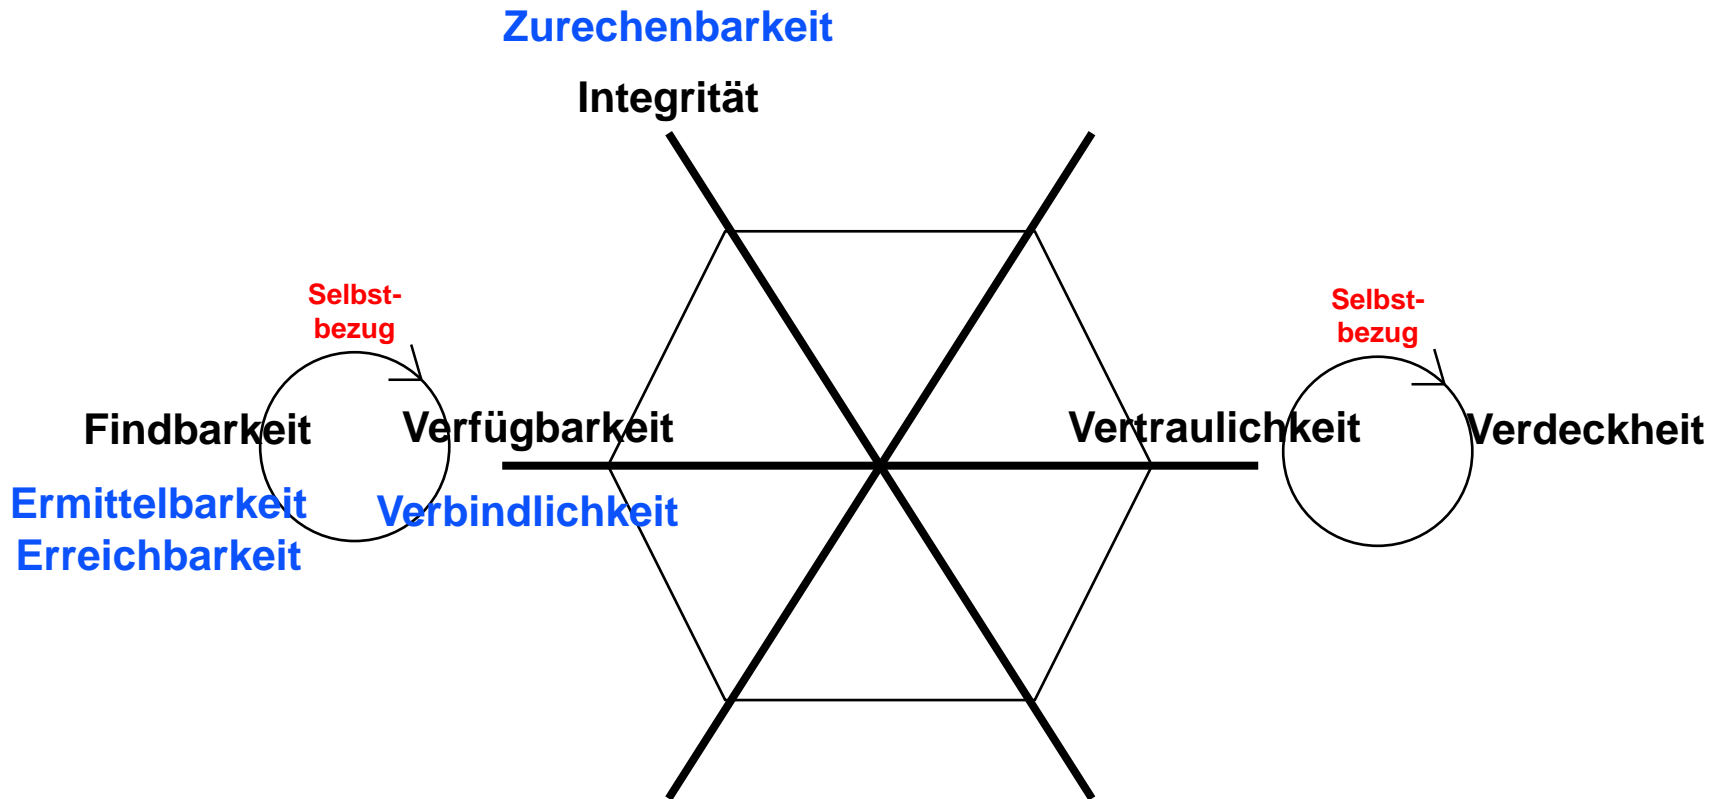 Zurechenbarkeit
Integrität
Selbst-
bezug
Selbst-
bezug
Findbarkeit
Verfügbarkeit
Vertraulichkeit
Verdeckheit
Ermittelbarkeit
Verbindlichkeit
Erreichbarkeit